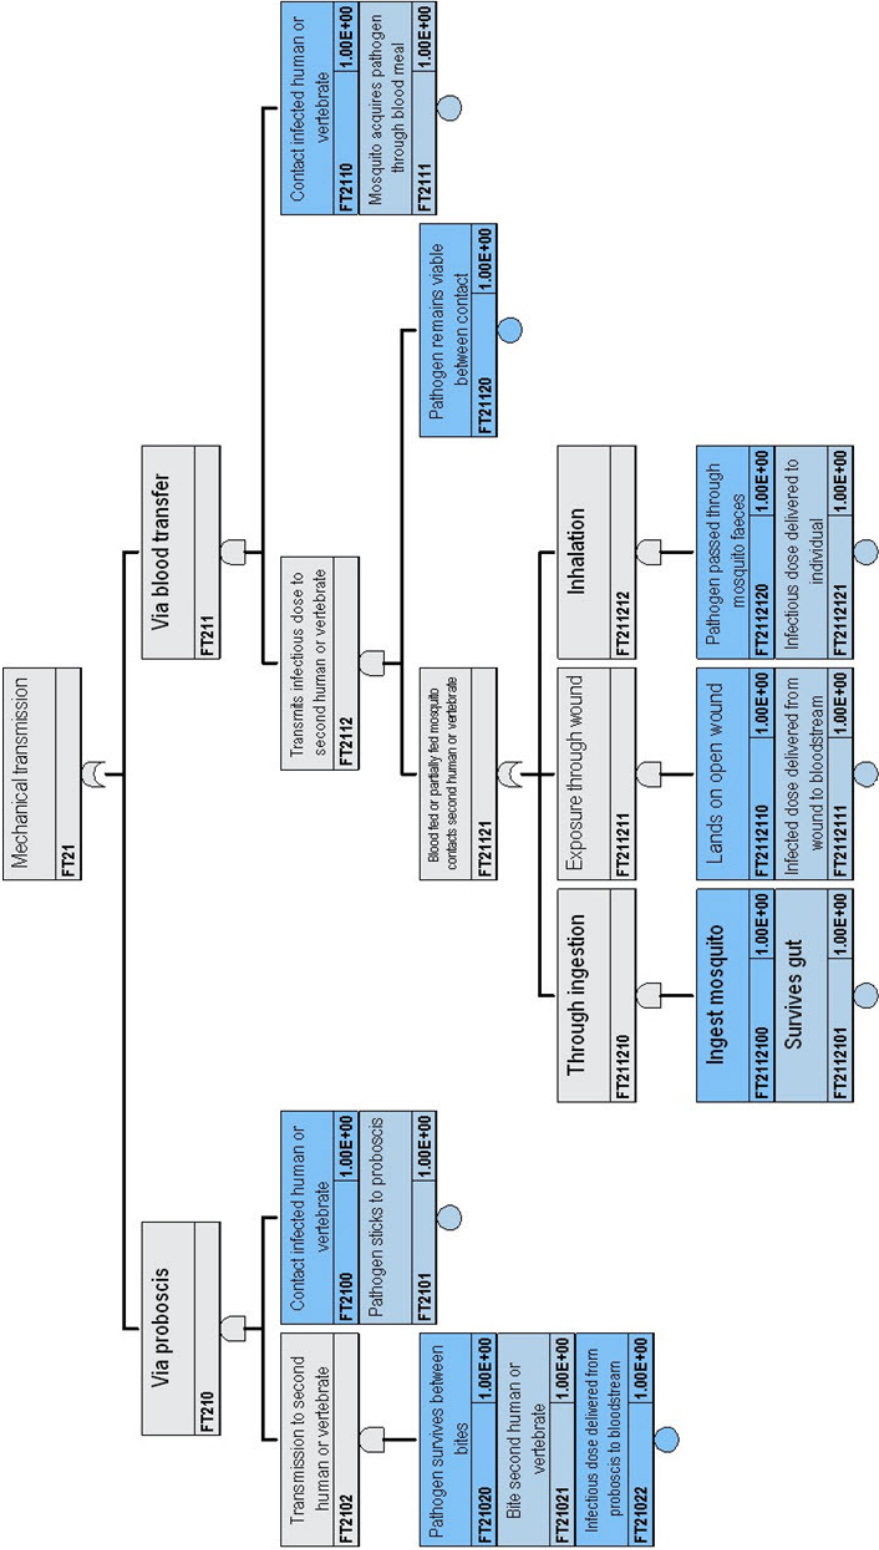 Mechanical transmission
FT21
Via proboscis
FT210
Via blood transfer
FT211
Transmission to second
human or vertebrate
FT2102
Contact infected human or
vertebrate
FT2100 1.00E+00
Pathogen sticks to proboscis
FT2101 1.00E+00
Transmits infectious dose to
second human or vertebrate
FT2112
Contact infected human or
vertebrate
FT2110 1.00E+00
Mosquito acquires pathogen
through blood meal
FT2111 1.00E+00
Pathogen survives between
bites
FT21020 1.00E+00
Bite second human or
vertebrate
FT21021 1.00E+00
Infectious dose delivered from
proboscis to bloodstream
FT21022 1.00E+00
Blood fed or partially fed mosquito
contacts second human or vertebrate
FT21121
Pathogen remains viable
between contact
FT21120 1.00E+00
Through ingestion
FT211210
Exposure through wound
FT211211
Inhalation
FT211212
Ingest mosquito
FT2112100 1.00E+00
Survives gut
FT2112101 1.00E+00
Lands on open wound
FT2112110 1.00E+00
Infected dose delivered from
wound to bloodstream
FT2112111 1.00E+00
Pathogen passed through
mosquito faeces
FT2112120 1.00E+00
Infectious dose delivered to
individual
FT2112121 1.00E+00